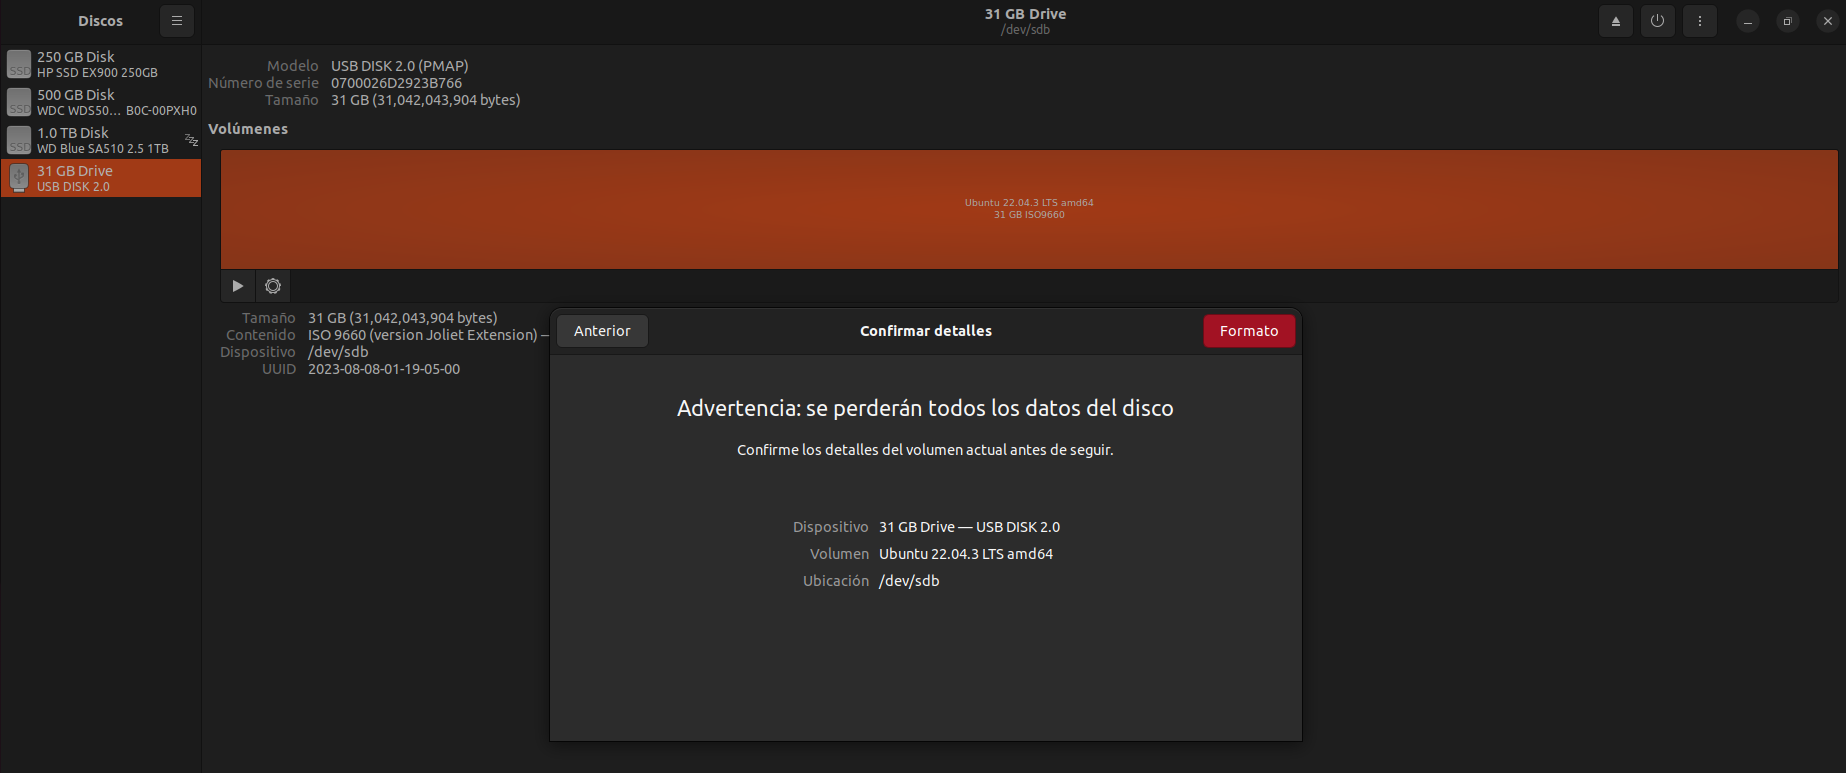 Discos
31 GB Drive
/dev/sdb
250 GB Disk
HP SSD EX900 250GB
SSD
500 GB Disk
WDC WDS50... B0C-00PXH0
SSD
1.0 TB Disk
WD Blue SA510 2.5 1TB
SSD
31 GB Drive
USB DISK 2.0
Modelo USB DISK 2.0 (PMAP)
Número de serie 0700026D2923B766
Tamaño 31 GB (31,042,043,904 bytes)
Volúmenes
Ubuntu 22.04.3 LTS amd64
31 GB ISO9660
Tamaño 31 GB (31,042,043,904 bytes)
Contenido ISO 9660 (version Joliet Extension) —
Dispositivo /dev/sdb
UUID 2023-08-08-01-19-05-00
Anterior Confirmar detalles Formato
Advertencia: se perderán todos los datos del disco
Confirme los detalles del volumen actual antes de seguir.
Dispositivo 31 GB Drive — USB DISK 2.0
Volumen Ubuntu 22.04.3 LTS amd64
Ubicación /dev/sdb